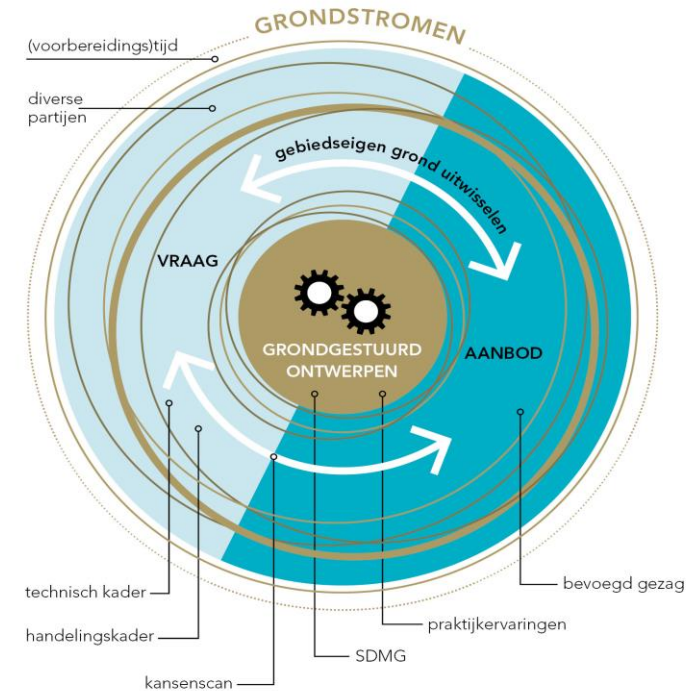 GRONDSTROMEN
(voorbereidings)tijd
diverse
partijen
gebiedseigen grond uitwisselen
VRAAG
GRONDGESTUURD
ONTWERPEN
AANBOD
technisch kader
bevoegd gezag
handelingskader
praktijkervaringen
SDMG
kansenscan